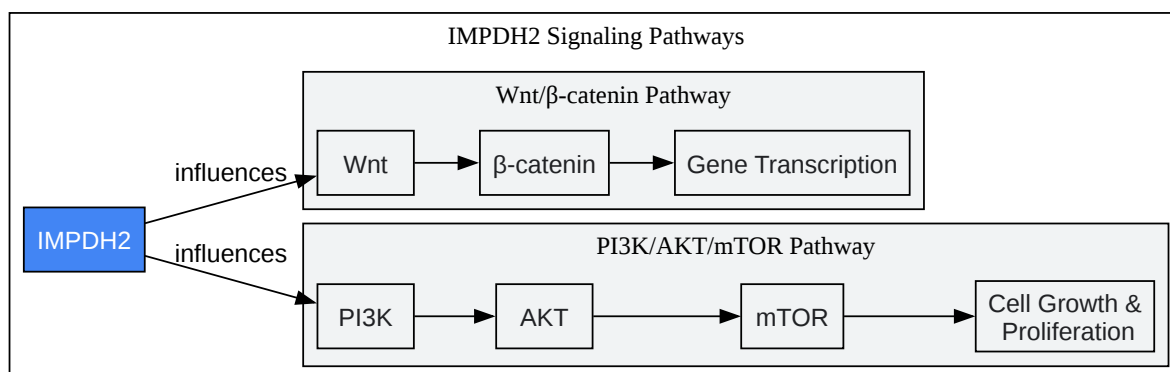 IMPDH2 Signaling Pathways
Wnt/β-catenin Pathway
influences
Wnt
β-catenin
Gene Transcription
IMPDH2
influences
PI3K/AKT/mTOR Pathway
PI3K
AKT
mTOR
Cell Growth &
Proliferation